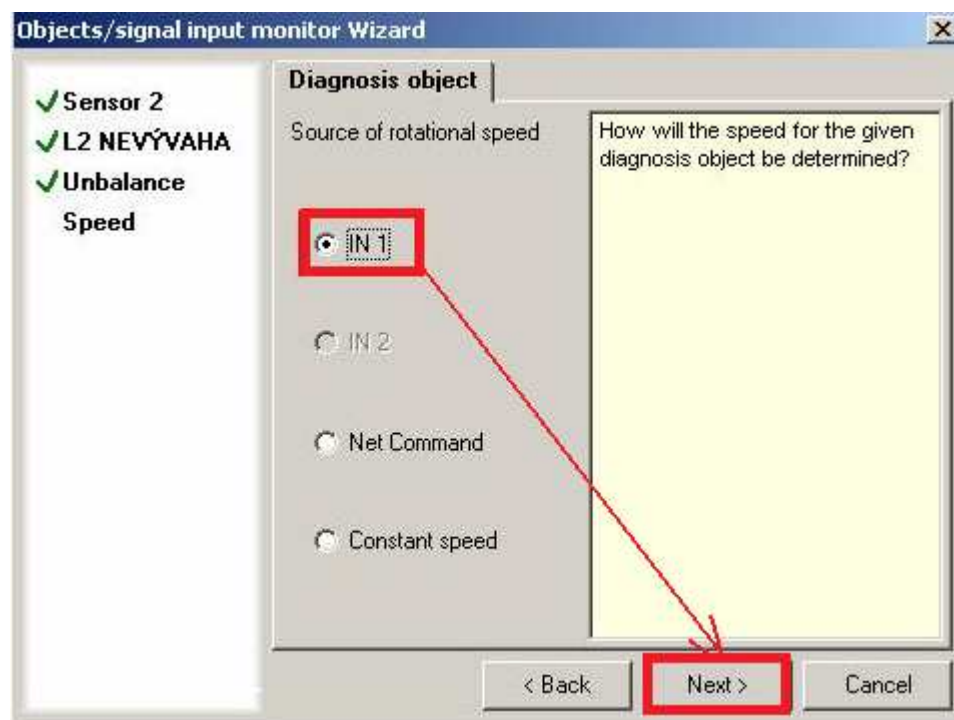 Objects/signal input monitor Wizard
Sensor 2
L2 NEVÝVAHA
Unbalance
Speed
Diagnosis object
Source of rotational speed
IN 1
IN 2
Net Command
Constant speed
How will the speed for the given
diagnosis object be determined?
< Back
Next >
Cancel